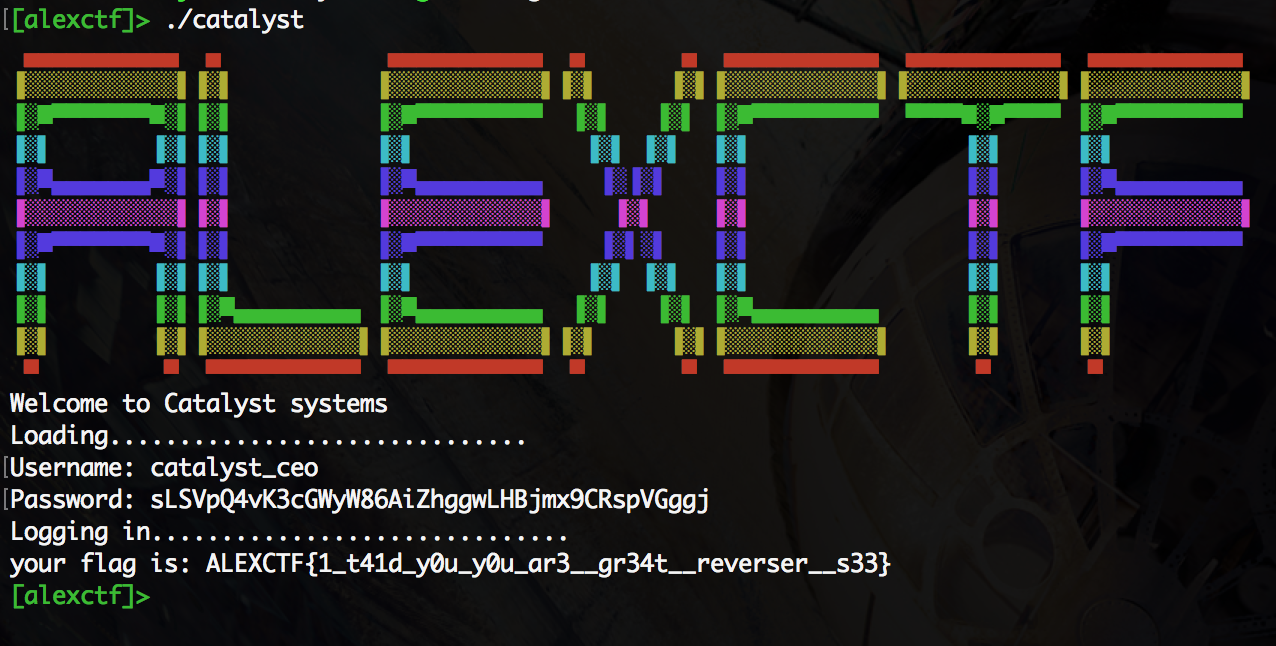 [alexctf]> ./catalyst
ALEXCTF
Welcome to Catalyst systems
Loading..............................
Username: catalyst_ceo
Password: sLSVpQ4vK3cGWyW86AiZhggwLHBjmx9CRspVGggj
Logging in..............................
your flag is: ALEXCTF{1_t41d_y0u_y0u_ar3__gr34t__reverser__s33}
[alexctf]>